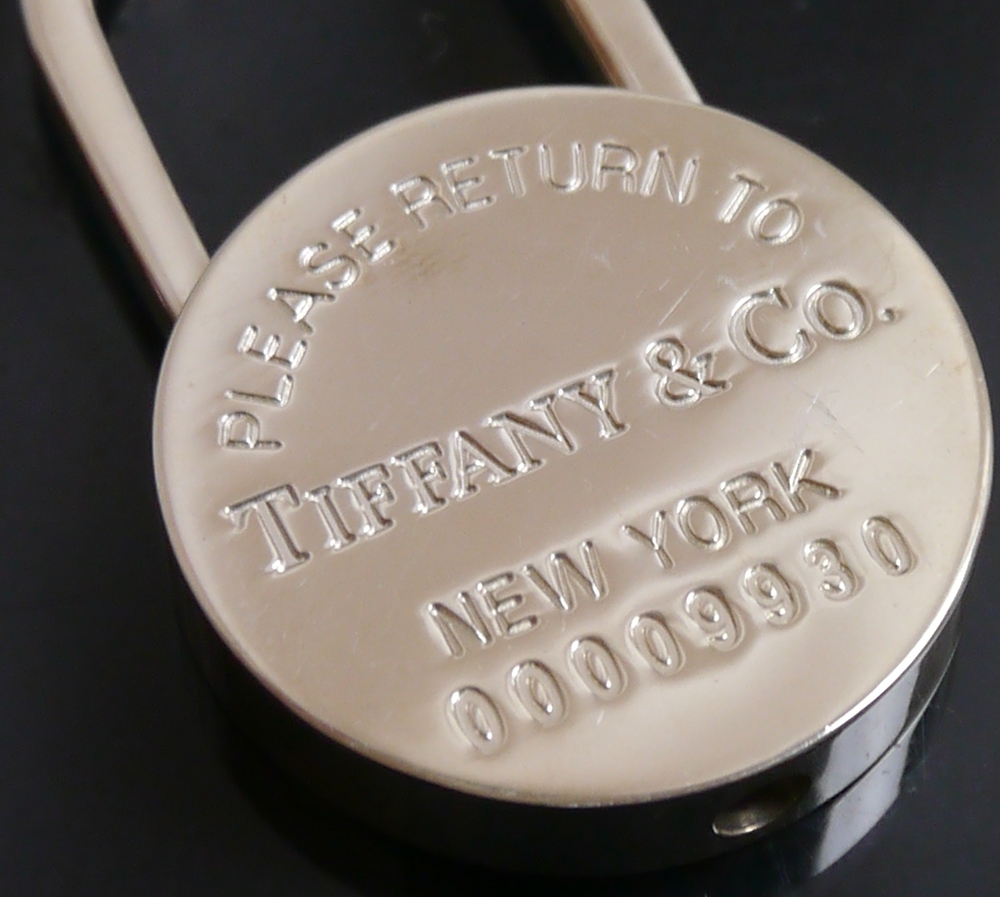 PLEASE RETURN TO
TIFFANY & CO.
NEW YORK
00009930